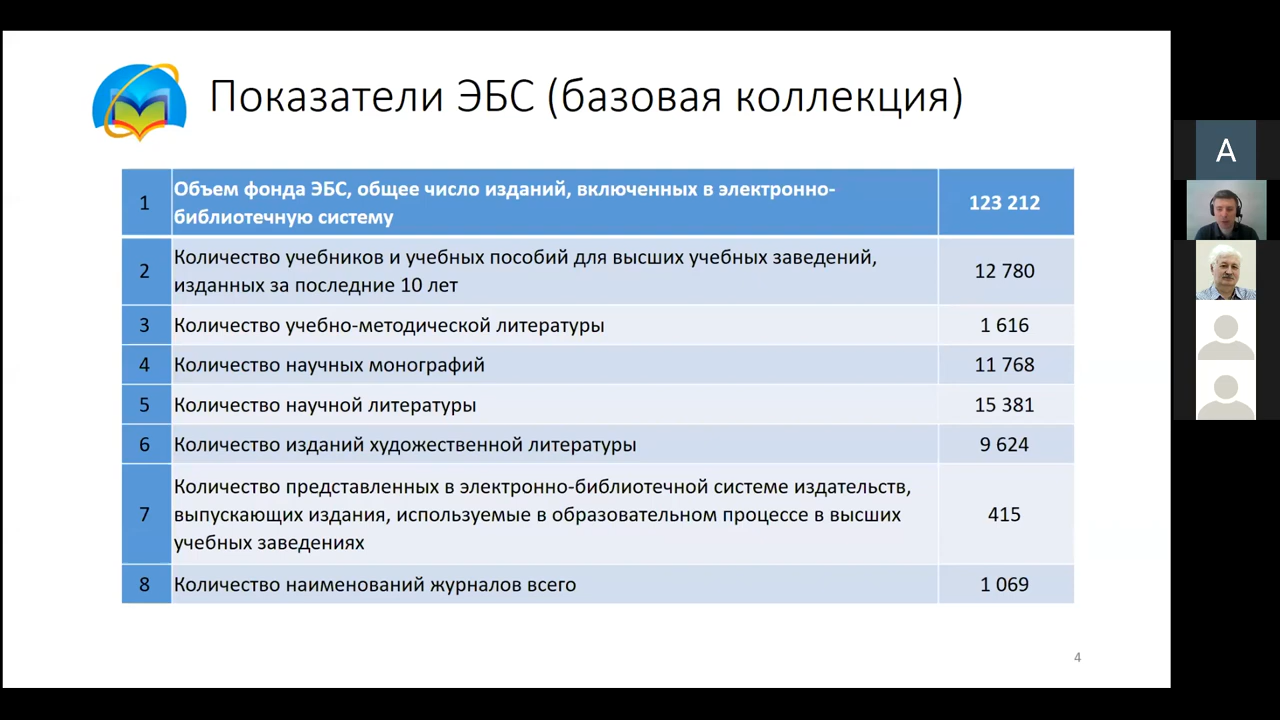 Показатели ЭБС (базовая коллекция)
1 Объем фонда ЭБС, общее число изданий, включенных в электронно-
библиотечную систему 123 212
2 Количество учебников и учебных пособий для высших учебных заведений,
изданных за последние 10 лет 12 780
3 Количество учебно-методической литературы 1 616
4 Количество научных монографий 11 768
5 Количество научной литературы 15 381
6 Количество изданий художественной литературы 9 624
7 Количество представленных в электронно-библиотечной системе издательств,
выпускающих издания, используемые в образовательном процессе в высших
учебных заведениях 415
8 Количество наименований журналов всего 1 069
4
А